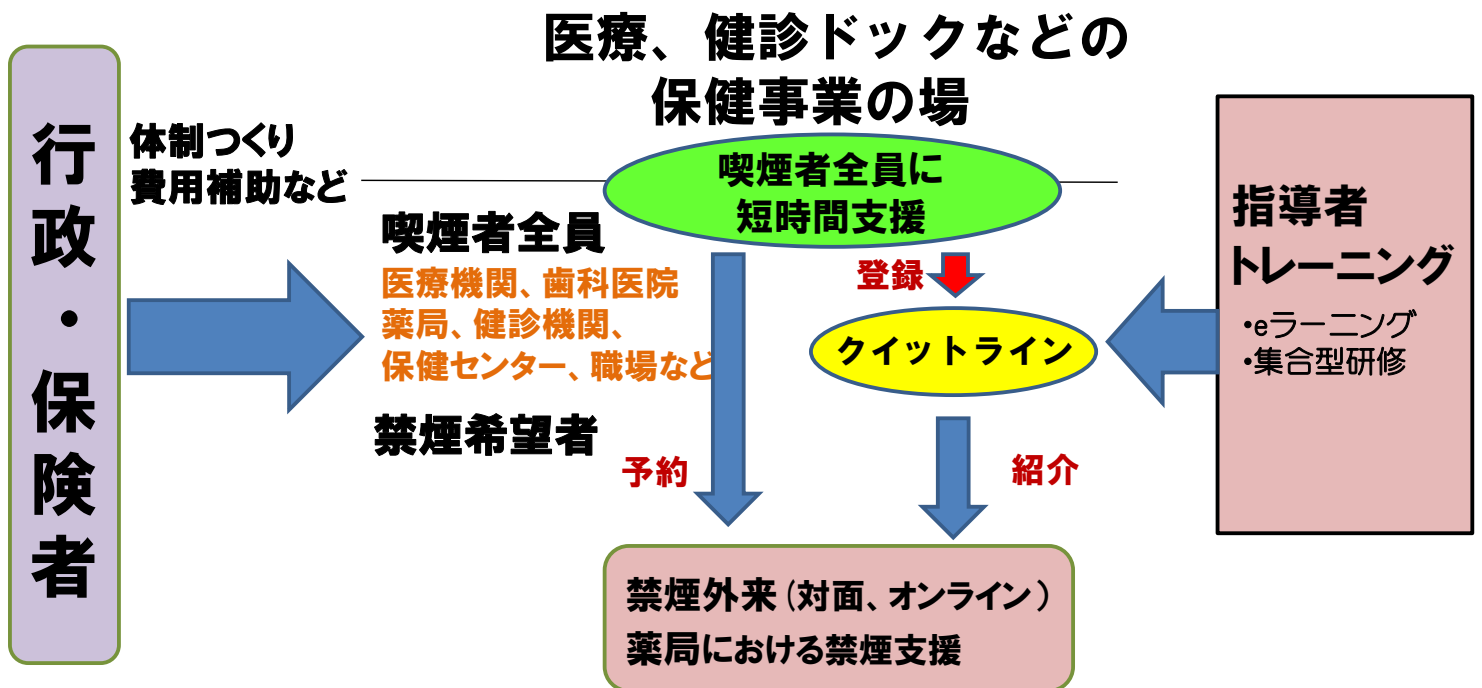 医療、健診ドックなどの
保健事業の場
行政・保険者
体制つくり
費用補助など
喫煙者全員に
短時間支援
喫煙者全員
医療機関、歯科医院
薬局、健診機関、
保健センター、職場など
登録
クイットライン
指導者
トレーニング
•eラーニング
•集合型研修
禁煙希望者
予約
紹介
禁煙外来(対面、オンライン)
薬局における禁煙支援